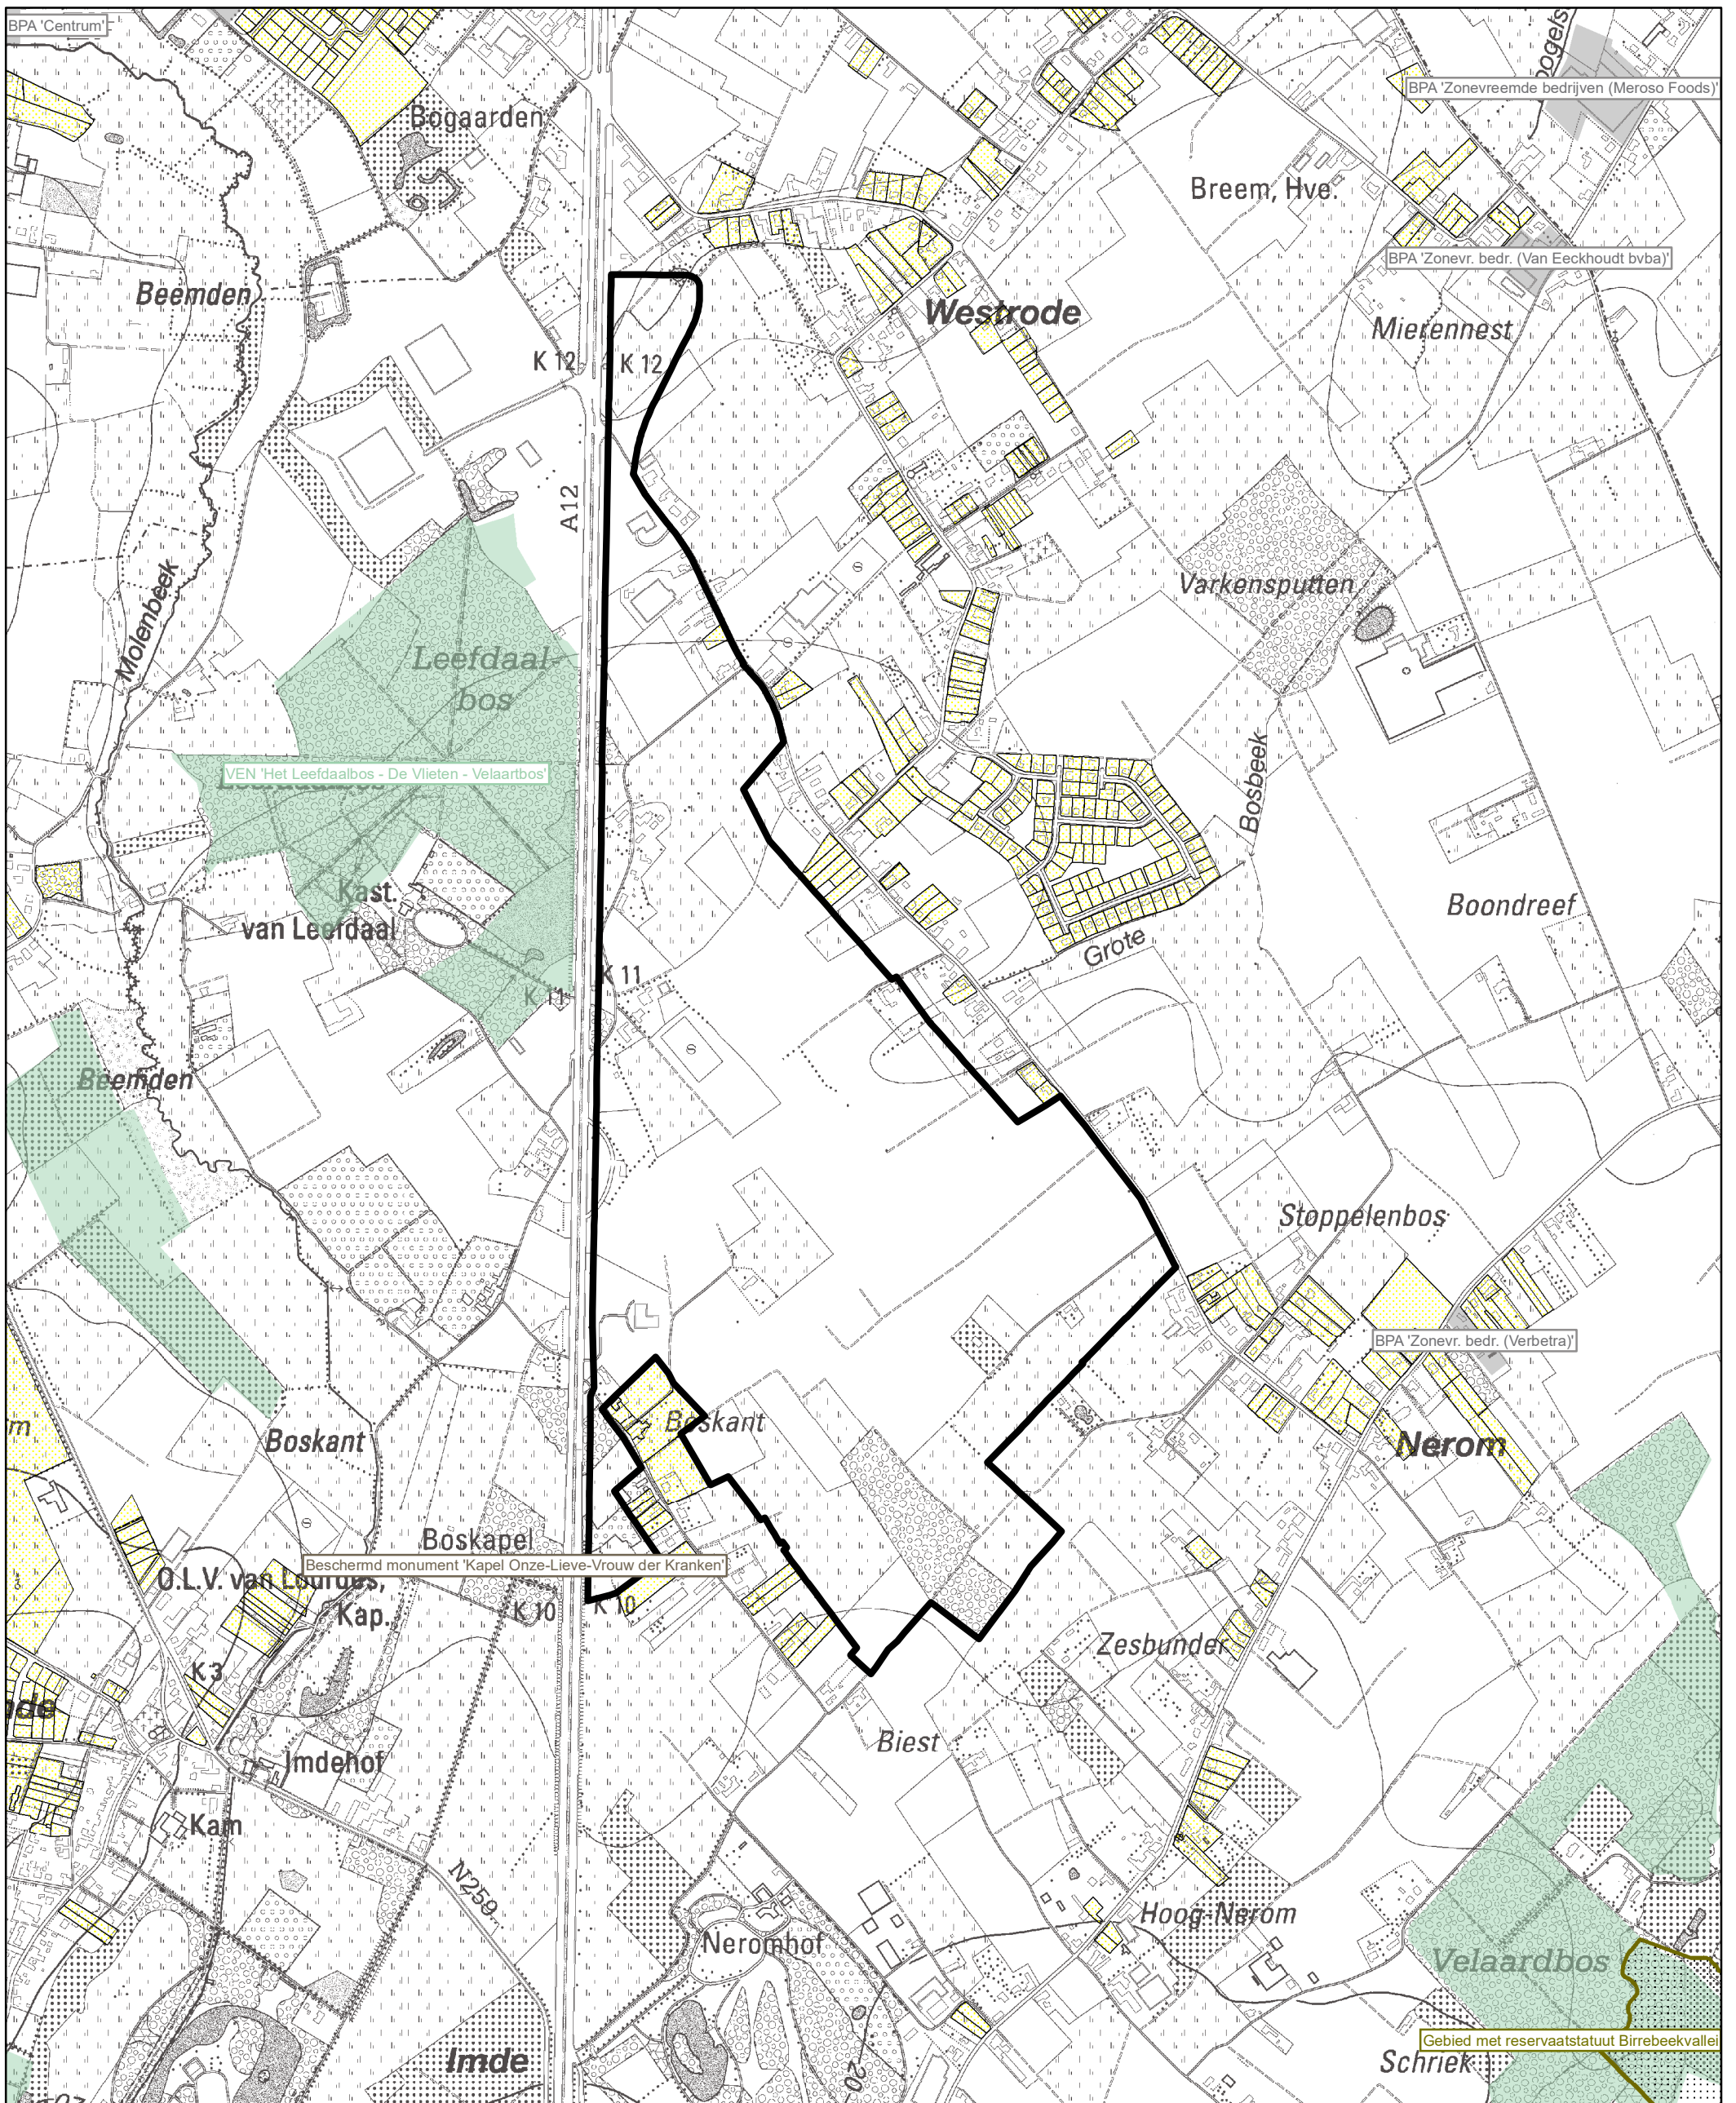 BPA 'Centrum'
BPA 'Zonevreemde bedrijven (Meroso Foods)'
Bogaarden
Breem, Hve.
BPA 'Zonevr. bedr. (Van Eeckhoudt bvba)'
Beemden
Westrode
Mierennest
K 12
K 12
A12
Molenbeek
Varkensputten
Leefdaal-
bos
VEN 'Het Leefdaalbos - De Vlieten - Velaartbos'
Bosbeek
Kast.
van Leefdaal
Boondreef
Grote
K 11
K 11
Beemden
Stoppelenbos
BPA 'Zonevr. bedr. (Verbetra)'
Boskant
Boskant
Nerom
Boskapel
Beschermd monument 'Kapel Onze-Lieve-Vrouw der Kranken'
O.L.V. van Lourdes,
Kap.
K 10
K 10
Zesbunder
K 3
Biest
Imdehof
Kam
N259
Hoog-Nerom
Neromhof
Velaardbos
Gebied met reservaatstatuut Birrebeekvallei
Imde
Schriek
20